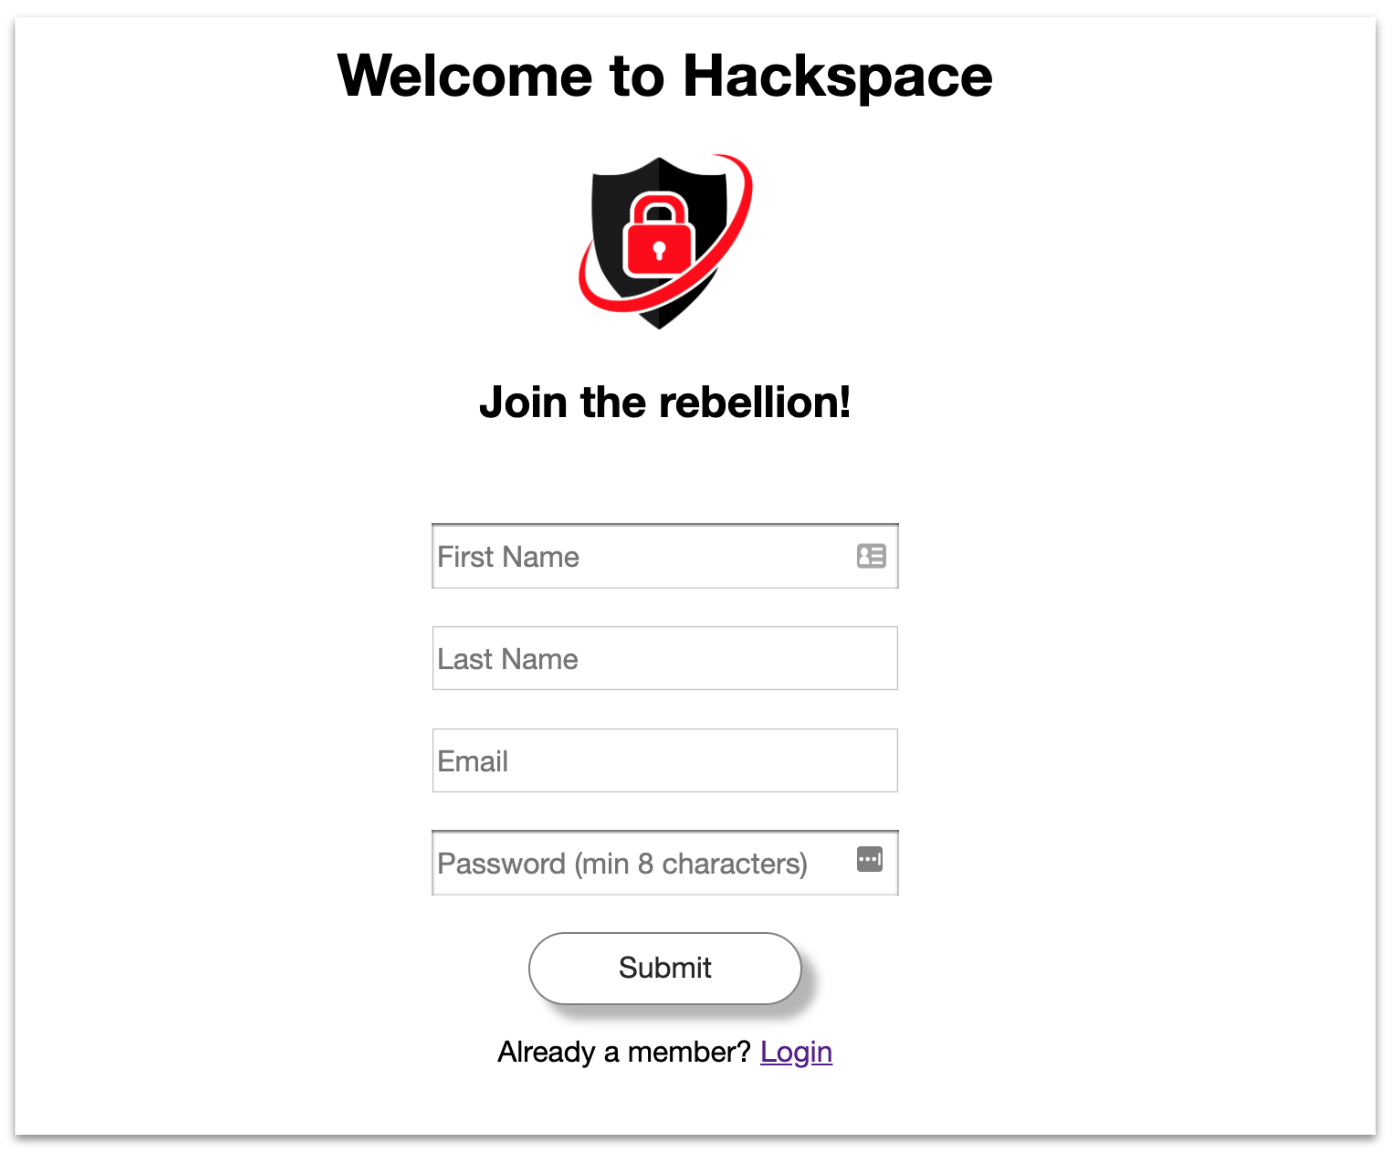 Welcome to Hackspace
Join the rebellion!
First Name
Last Name
Email
Password (min 8 characters)
Submit
Already a member? Login